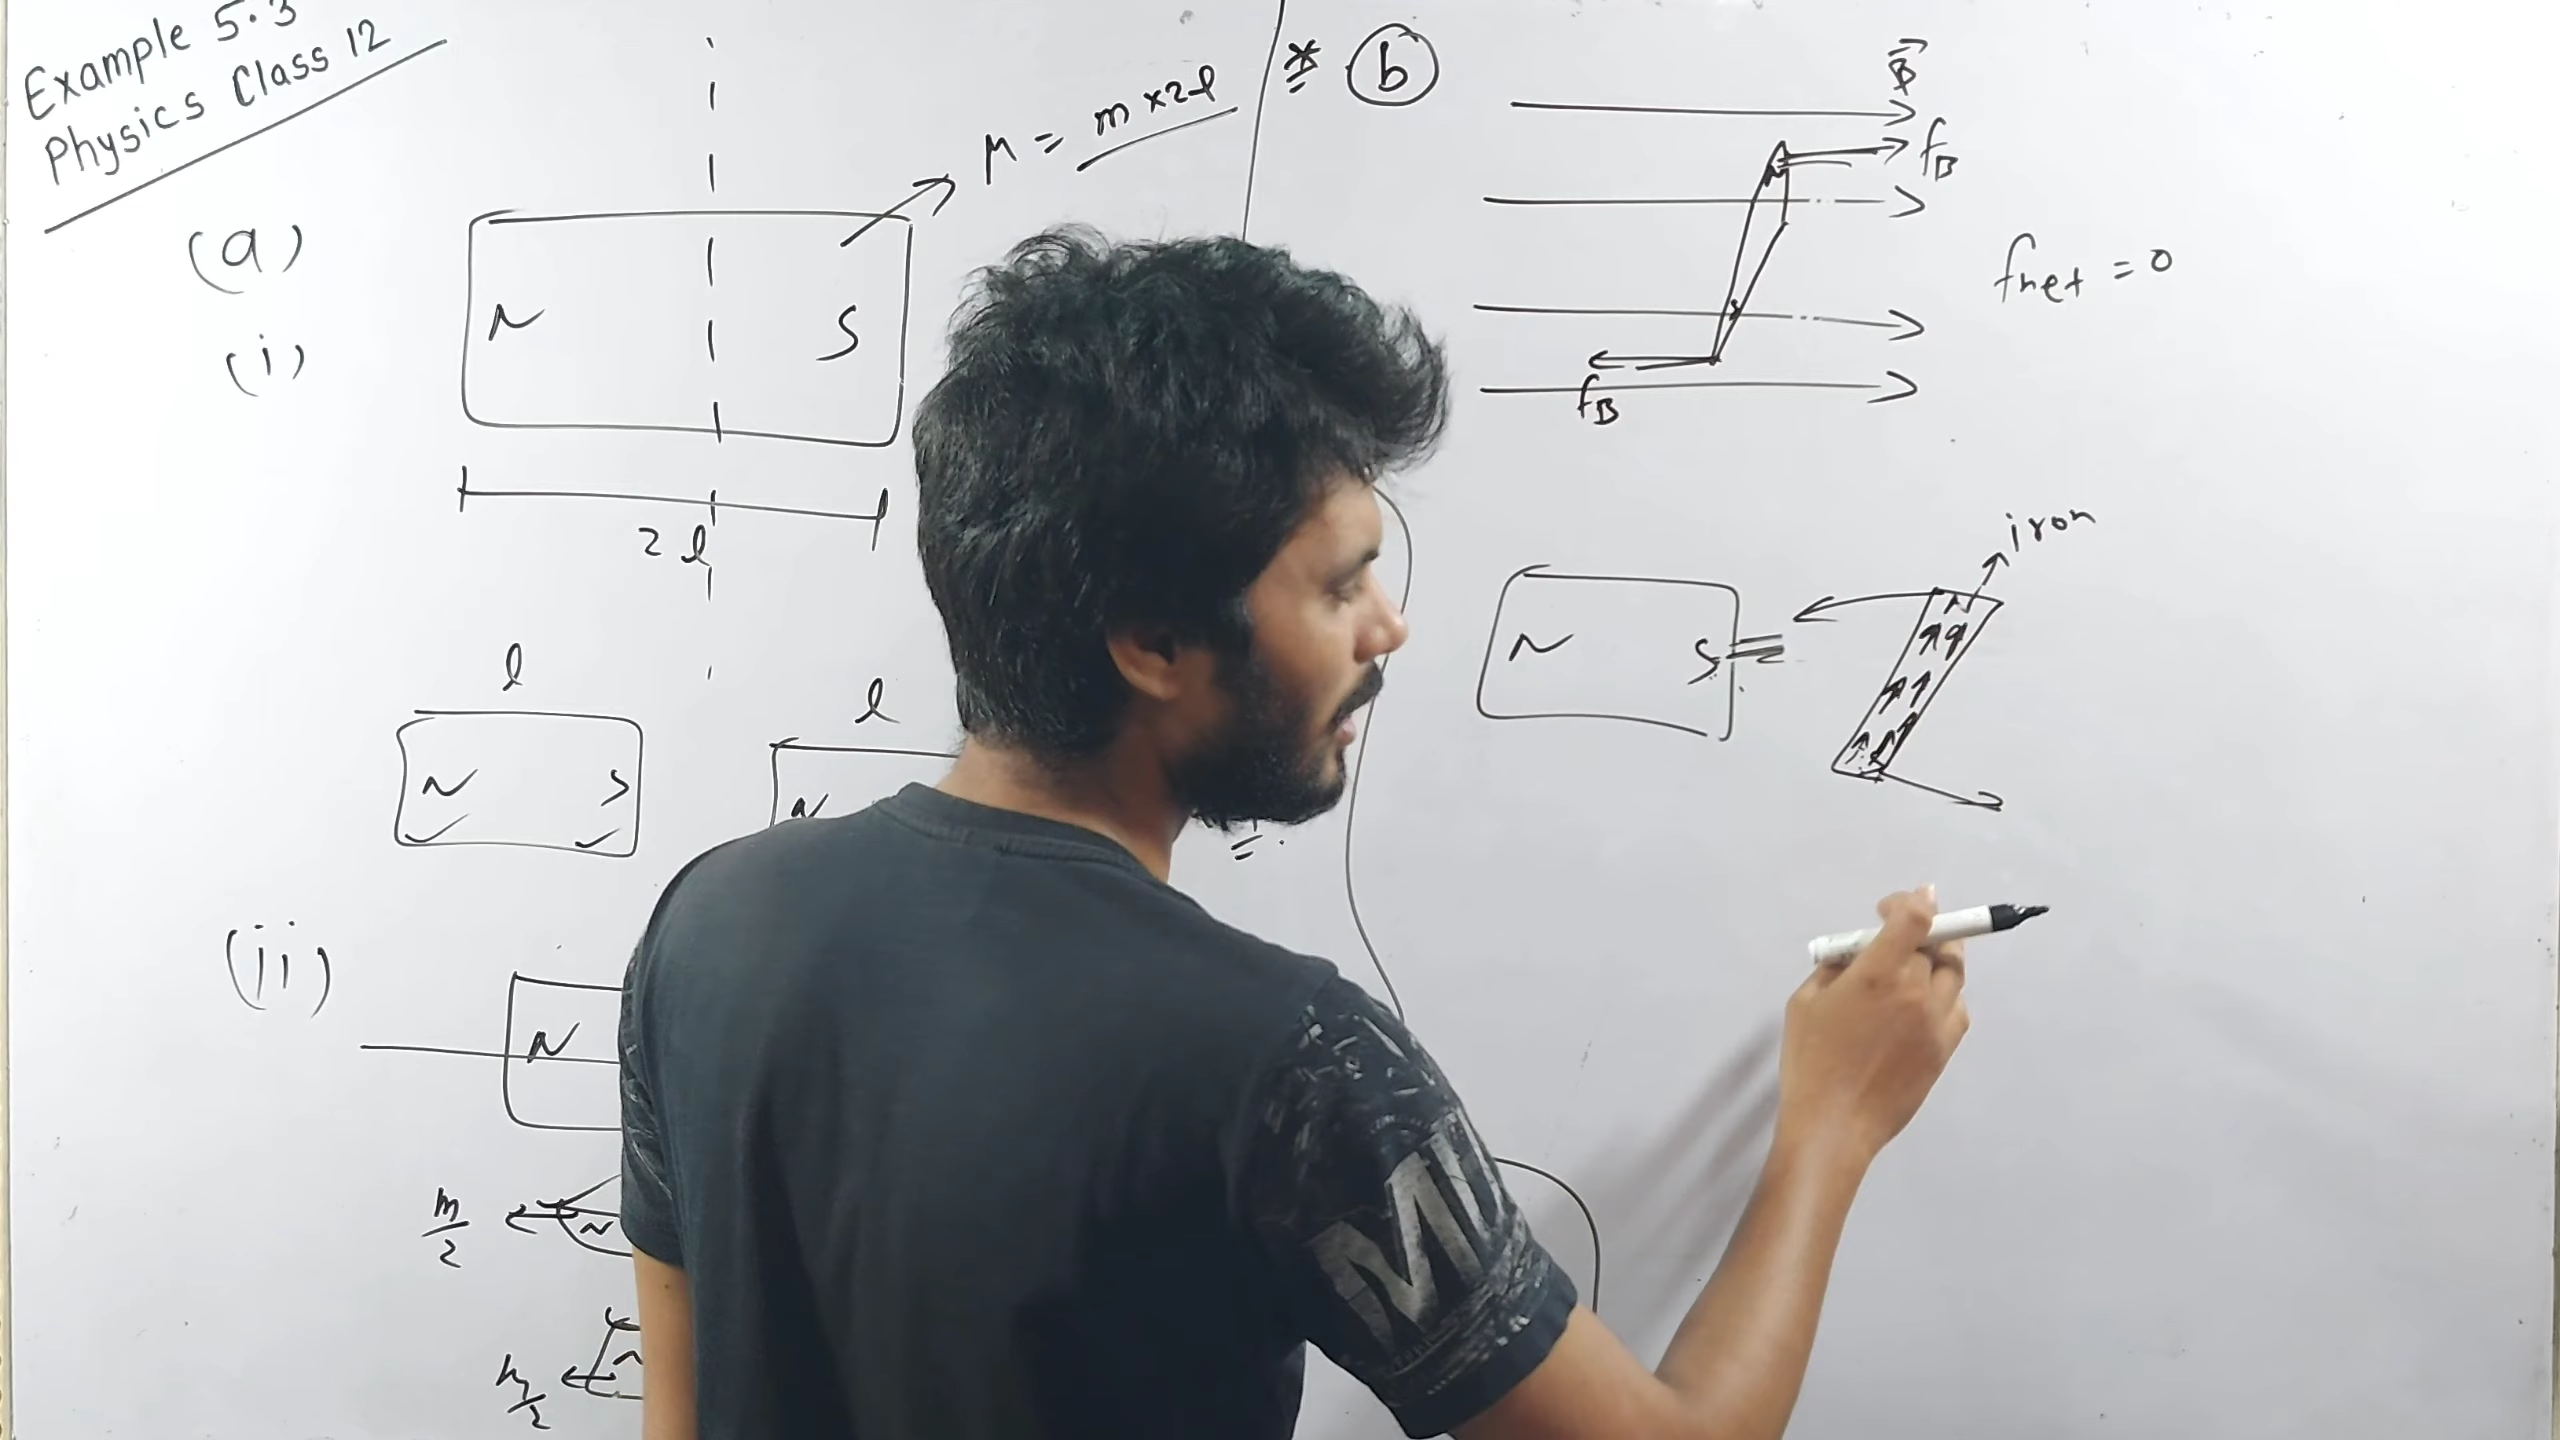 Example 5.3
Physics Class 12
(a)
(i)
N S
M = m × 2l
2l
l
N S
l
N
(ii)
N
m/2
N
m/2
N
* b
B
fB
N
S
fB
fnet = 0
N S
iron
N
S
M